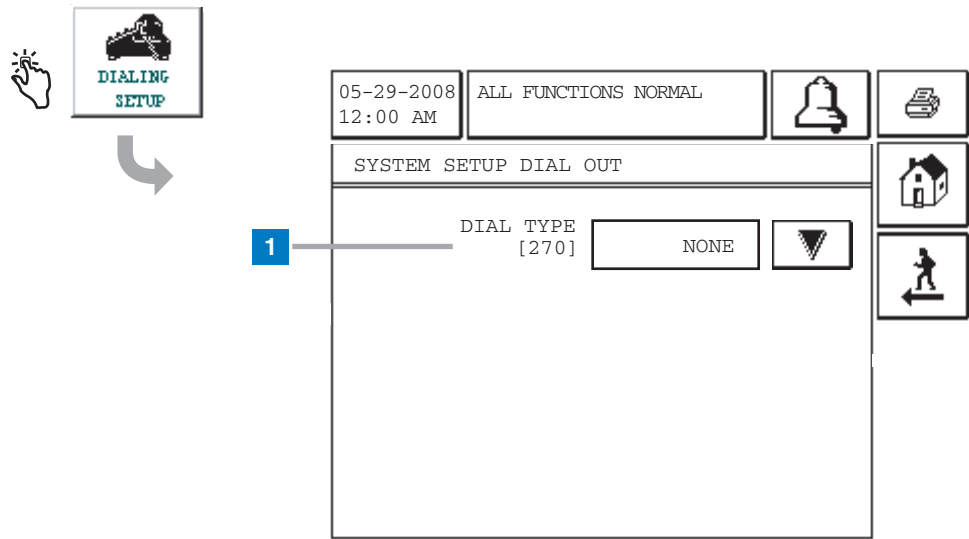 DIALING
SETUP
05-29-2008
12:00 AM
ALL FUNCTIONS NORMAL
SYSTEM SETUP DIAL OUT
1
DIAL TYPE
[270]
NONE